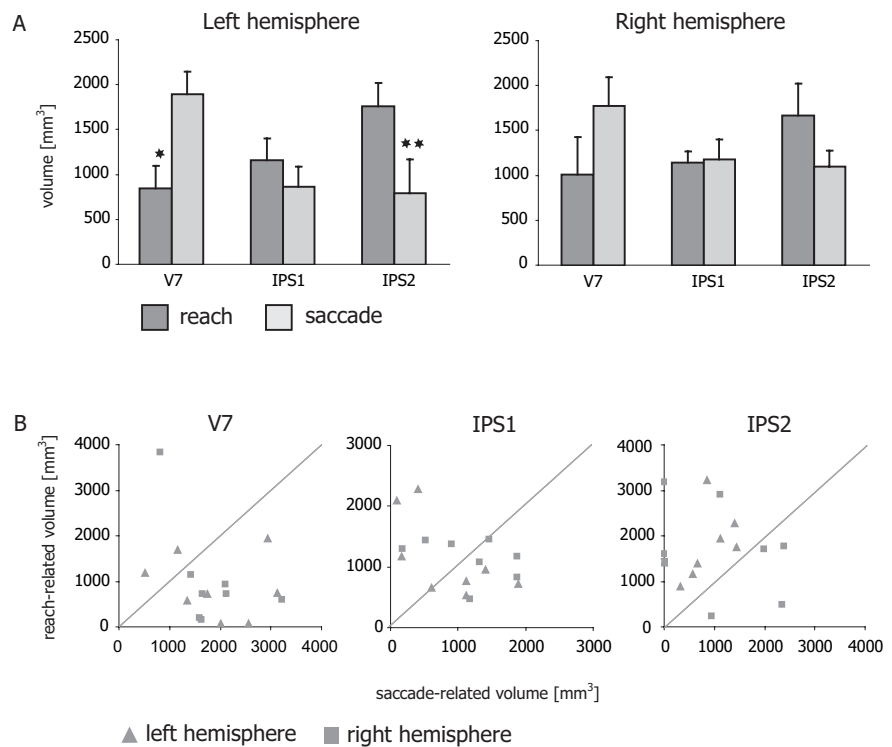 A
Left hemisphere
Right hemisphere
volume [mm³]
2500
2000
1500
1000
500
0
V7
IPS1
IPS2
2500
2000
1500
1000
500
0
V7
IPS1
IPS2
reach
saccade
B
V7
IPS1
IPS2
reach-related volume [mm³]
4000
3000
2000
1000
0
0 1000 2000 3000 4000
3000
2000
1000
0
0 1000 2000 3000
4000
3000
2000
1000
0
0 1000 2000 3000 4000
saccade-related volume [mm³]
left hemisphere
right hemisphere